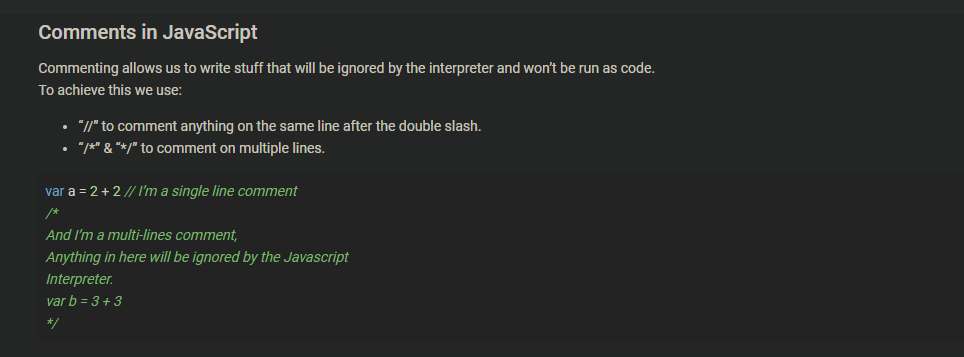 Comments in JavaScript
Commenting allows us to write stuff that will be ignored by the interpreter and won’t be run as code.
To achieve this we use:
• “//” to comment anything on the same line after the double slash.
• “/*” & “*/” to comment on multiple lines.
var a = 2 + 2 // I’m a single line comment
/*
And I’m a multi-lines comment,
Anything in here will be ignored by the Javascript
Interpreter.
var b = 3 + 3
*/